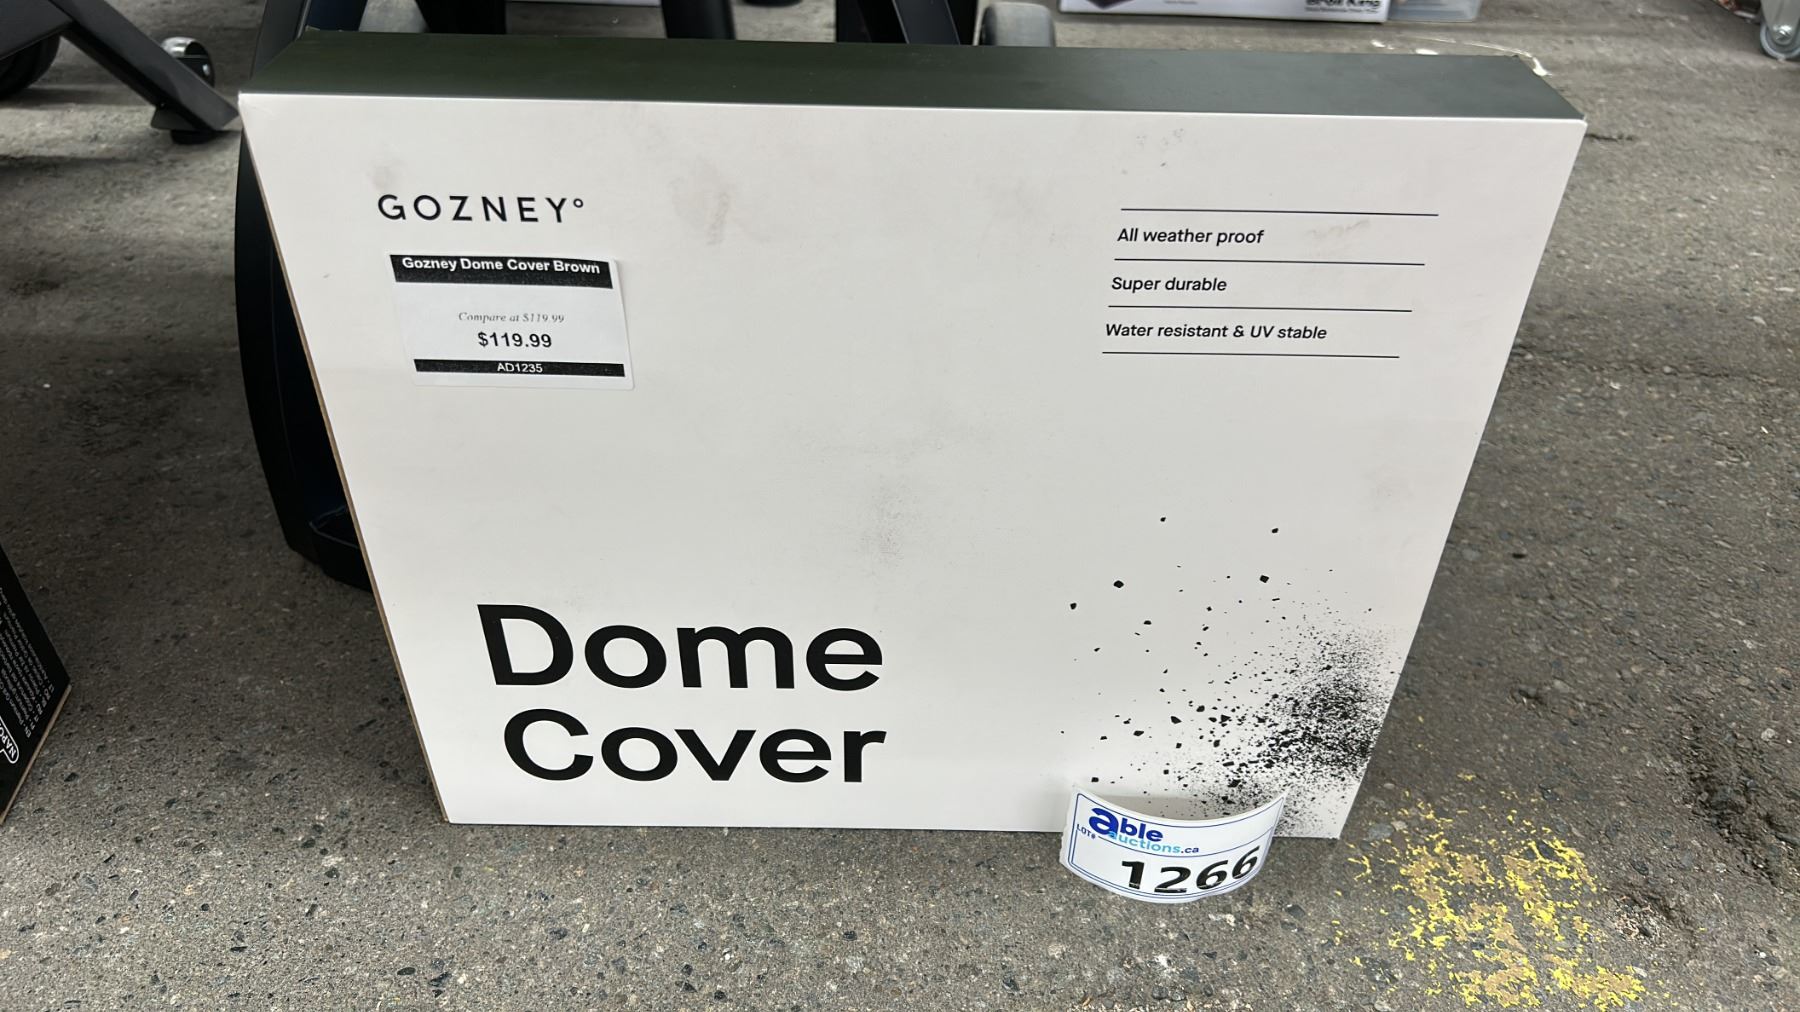 GOZNEY°
Gozney Dome Cover Brown
Compare at $119.99
$119.99
AD1235
All weather proof
Super durable
Water resistant & UV stable
Dome
Cover
able
auctions.ca
LOT#
1266